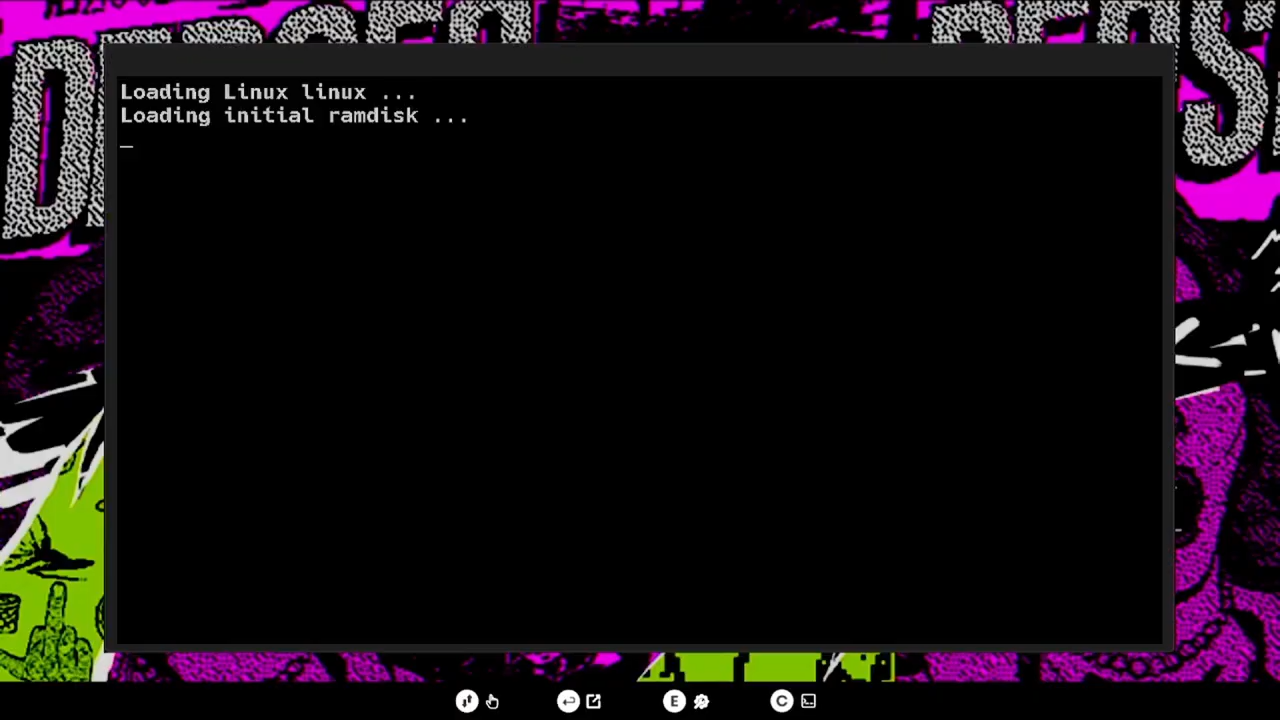 Loading Linux linux ...
Loading initial ramdisk ...
E
C